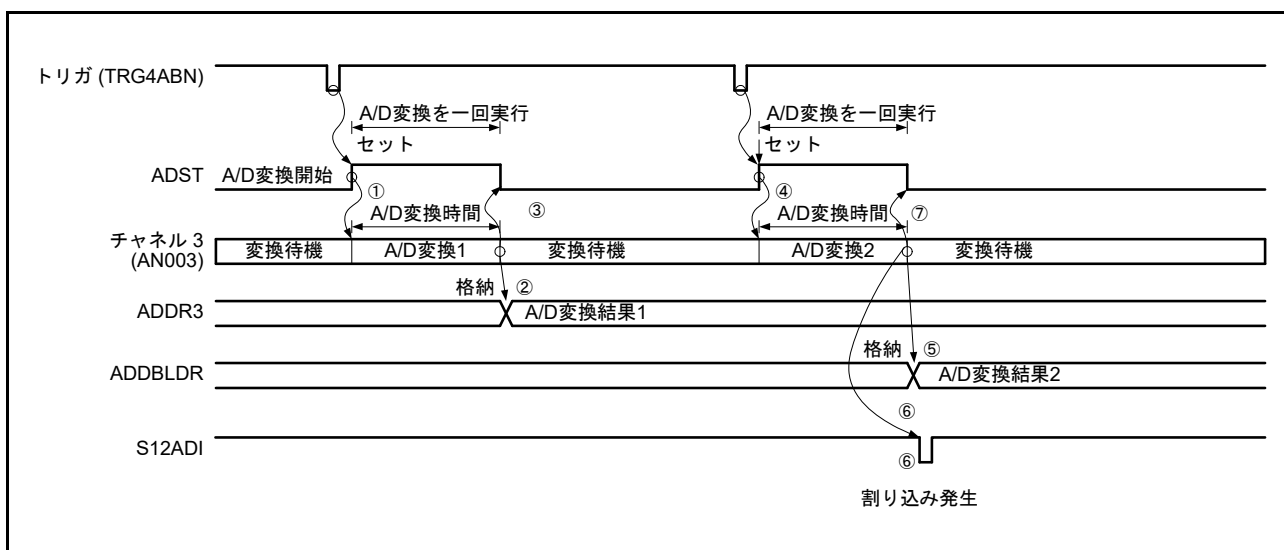 トリガ (TRG4ABN)
A/D変換を一回実行
A/D変換を一回実行
セット
セット
ADST
A/D変換開始
①
④
A/D変換時間
③
A/D変換時間
⑦
チャネル 3
(AN003)
変換待機
A/D変換1
変換待機
A/D変換2
変換待機
格納
②
ADDR3
A/D変換結果1
格納
⑤
ADDBLDR
A/D変換結果2
⑥
S12ADI
⑥
割り込み発生